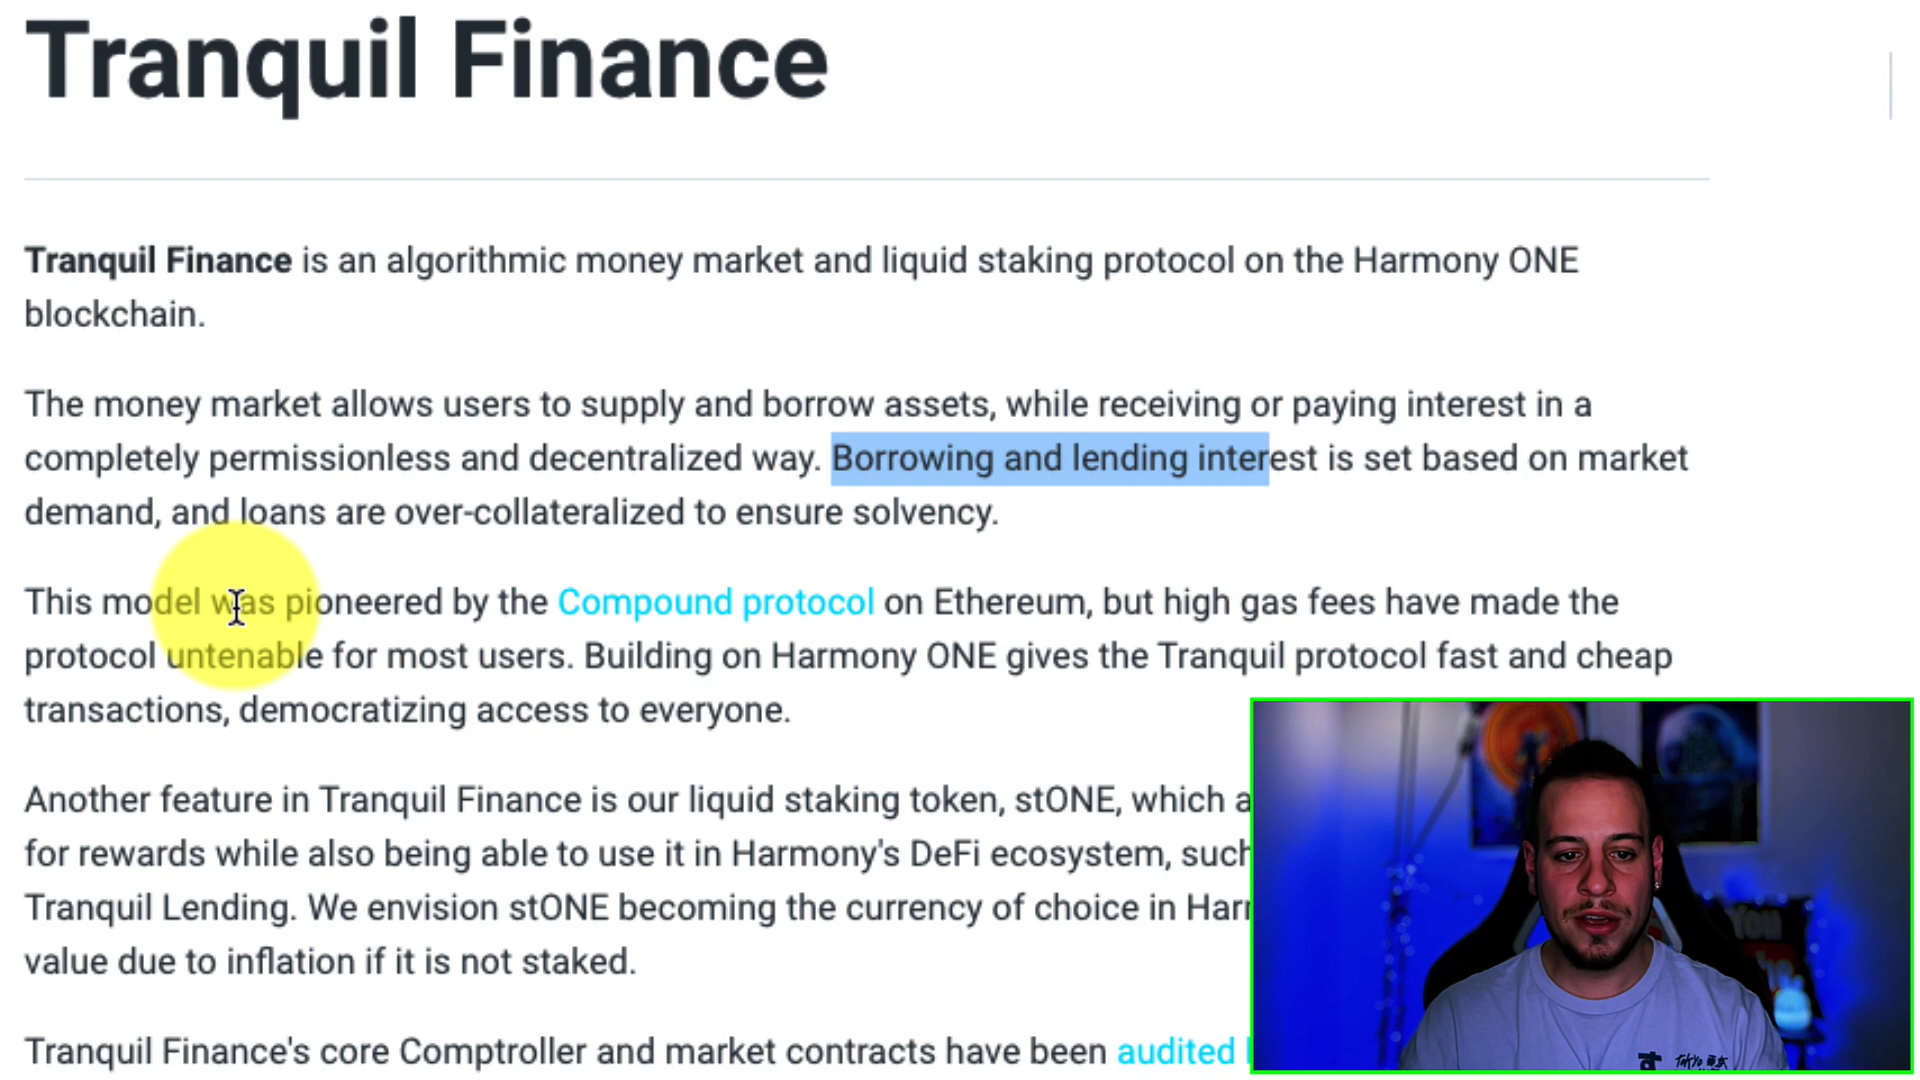 Tranquil Finance
Tranquil Finance is an algorithmic money market and liquid staking protocol on the Harmony ONE
blockchain.
The money market allows users to supply and borrow assets, while receiving or paying interest in a
completely permissionless and decentralized way. Borrowing and lending interest is set based on market
demand, and loans are over-collateralized to ensure solvency.
This model was pioneered by the Compound protocol on Ethereum, but high gas fees have made the
protocol untenable for most users. Building on Harmony ONE gives the Tranquil protocol fast and cheap
transactions, democratizing access to everyone.
Another feature in Tranquil Finance is our liquid staking token, stONE, which a
for rewards while also being able to use it in Harmony's DeFi ecosystem, such
Tranquil Lending. We envision stONE becoming the currency of choice in Har
value due to inflation if it is not staked.
Tranquil Finance's core Comptroller and market contracts have been audited
You